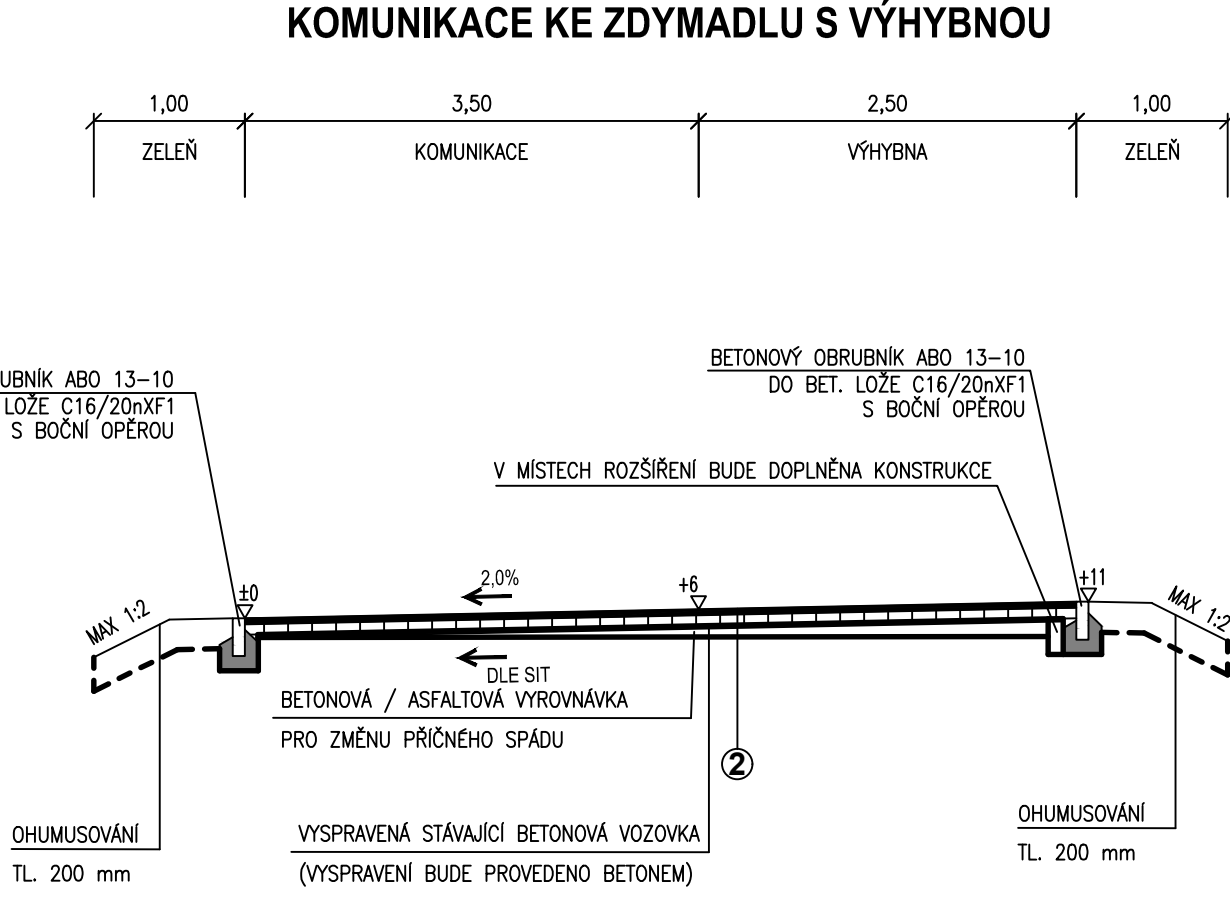 KOMUNIKACE KE ZDYMADLU S VÝHYBNOU
1,00
3,50
2,50
1,00
ZELEŇ
KOMUNIKACE
VÝHYBNA
ZELEŇ
UBNÍK ABO 13-10
LOŽE C16/20nXF1
S BOČNÍ OPĚROU
BETONOVÝ OBRUBNÍK ABO 13-10
DO BET. LOŽE C16/20nXF1
S BOČNÍ OPĚROU
V MÍSTECH ROZŠÍŘENÍ BUDE DOPLNĚNA KONSTRUKCE
MAX 1:2
±0
2,0%
+6
+11
MAX 1:2
DLE SIT
BETONOVÁ / ASFALTOVÁ VYROVNÁVKA
PRO ZMĚNU PŘÍČNÉHO SPÁDU
2
OHUMUSOVÁNÍ
TL. 200 mm
VYSPRAVENÁ STÁVAJÍCÍ BETONOVÁ VOZOVKA
(VYSPRAVENÍ BUDE PROVEDENO BETONEM)
OHUMUSOVÁNÍ
TL. 200 mm